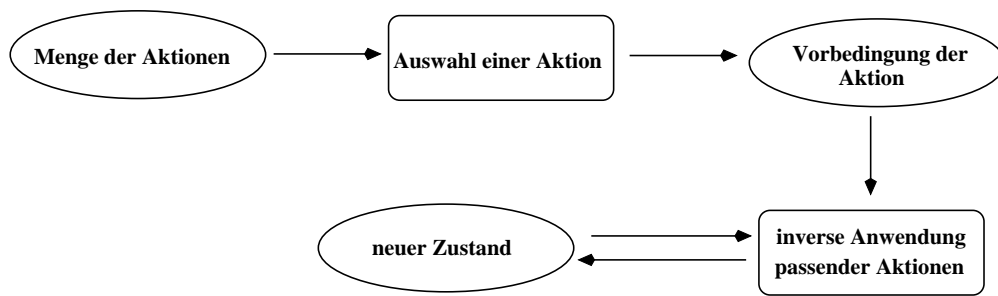 Menge der Aktionen
Auswahl einer Aktion
Vorbedingung der
Aktion
neuer Zustand
inverse Anwendung
passender Aktionen